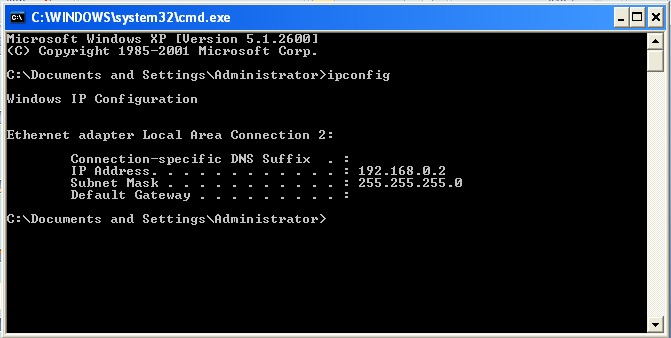 C:\WINDOWS\system32\cmd.exe
Microsoft Windows XP [Version 5.1.2600]
(C) Copyright 1985-2001 Microsoft Corp.
C:\Documents and Settings\Administrator>ipconfig
Windows IP Configuration
Ethernet adapter Local Area Connection 2:
Connection-specific DNS Suffix  . :
IP Address. . . . . . . . . . . . : 192.168.0.2
Subnet Mask . . . . . . . . . . . : 255.255.255.0
Default Gateway . . . . . . . . . :
C:\Documents and Settings\Administrator>